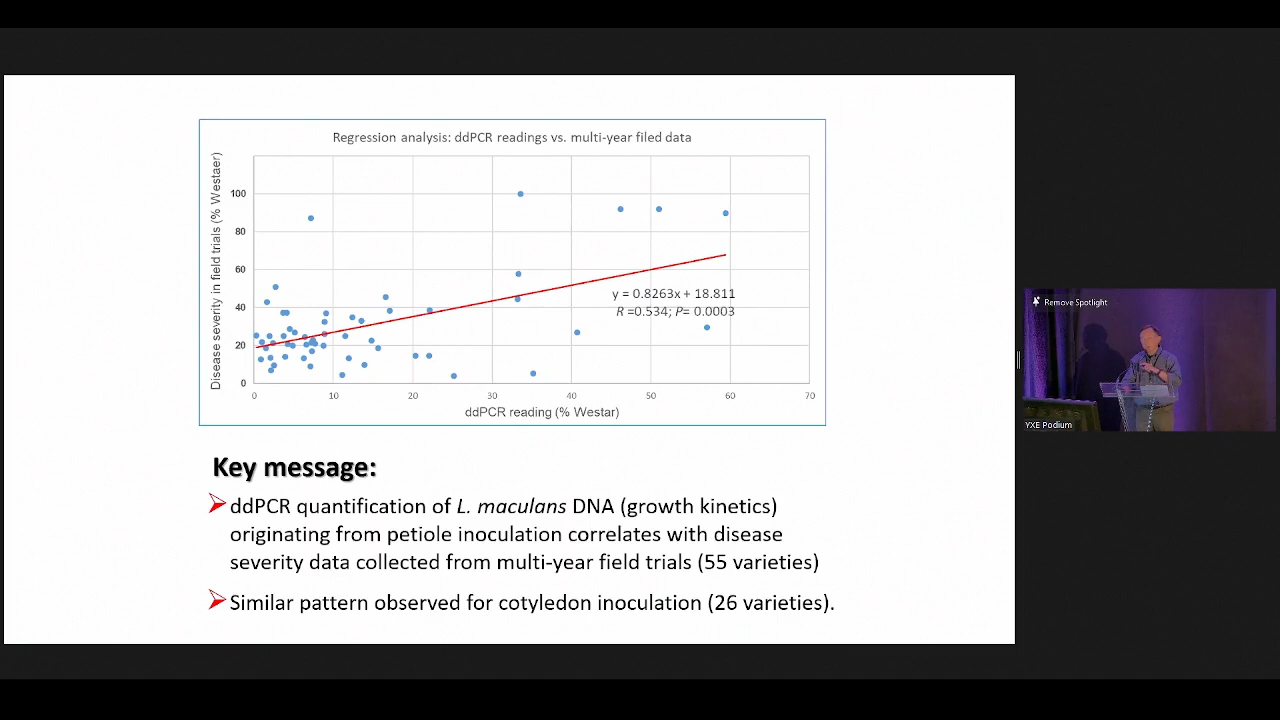 Regression analysis: ddPCR readings vs. multi-year filed data
Disease severity in field trials (% Westaer)
100
80
60
40
20
0
y = 0.8263x + 18.811
R =0.534; P= 0.0003
0 10 20 30 40 50 60 70
ddPCR reading (% Westar)
Key message:
ddPCR quantification of L. maculans DNA (growth kinetics)
originating from petiole inoculation correlates with disease
severity data collected from multi-year field trials (55 varieties)
Similar pattern observed for cotyledon inoculation (26 varieties).
Remove Spotlight
YXE Podium